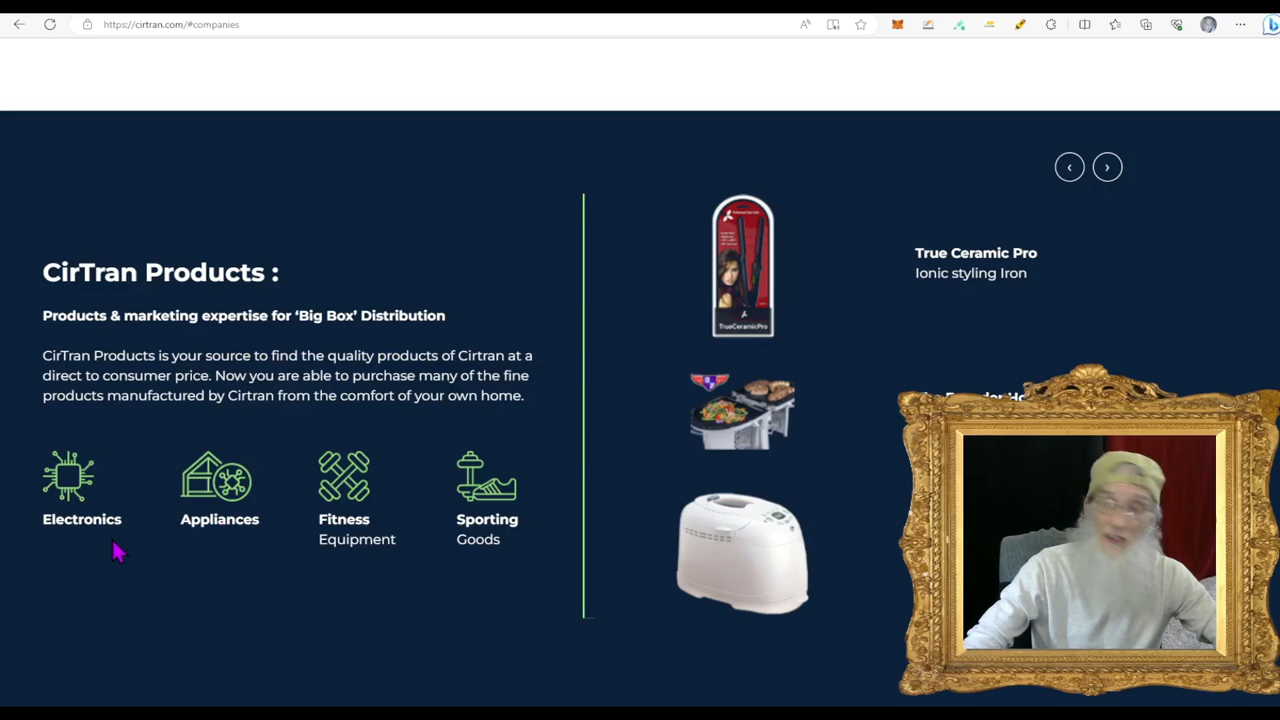 https://cirtran.com/#companies
CirTran Products :
Products & marketing expertise for ‘Big Box’ Distribution
CirTran Products is your source to find the quality products of Cirtran at a
direct to consumer price. Now you are able to purchase many of the fine
products manufactured by Cirtran from the comfort of your own home.
Electronics
Appliances
Fitness
Equipment
Sporting
Goods
TrueCeramicPro
True Ceramic Pro
Ionic styling Iron